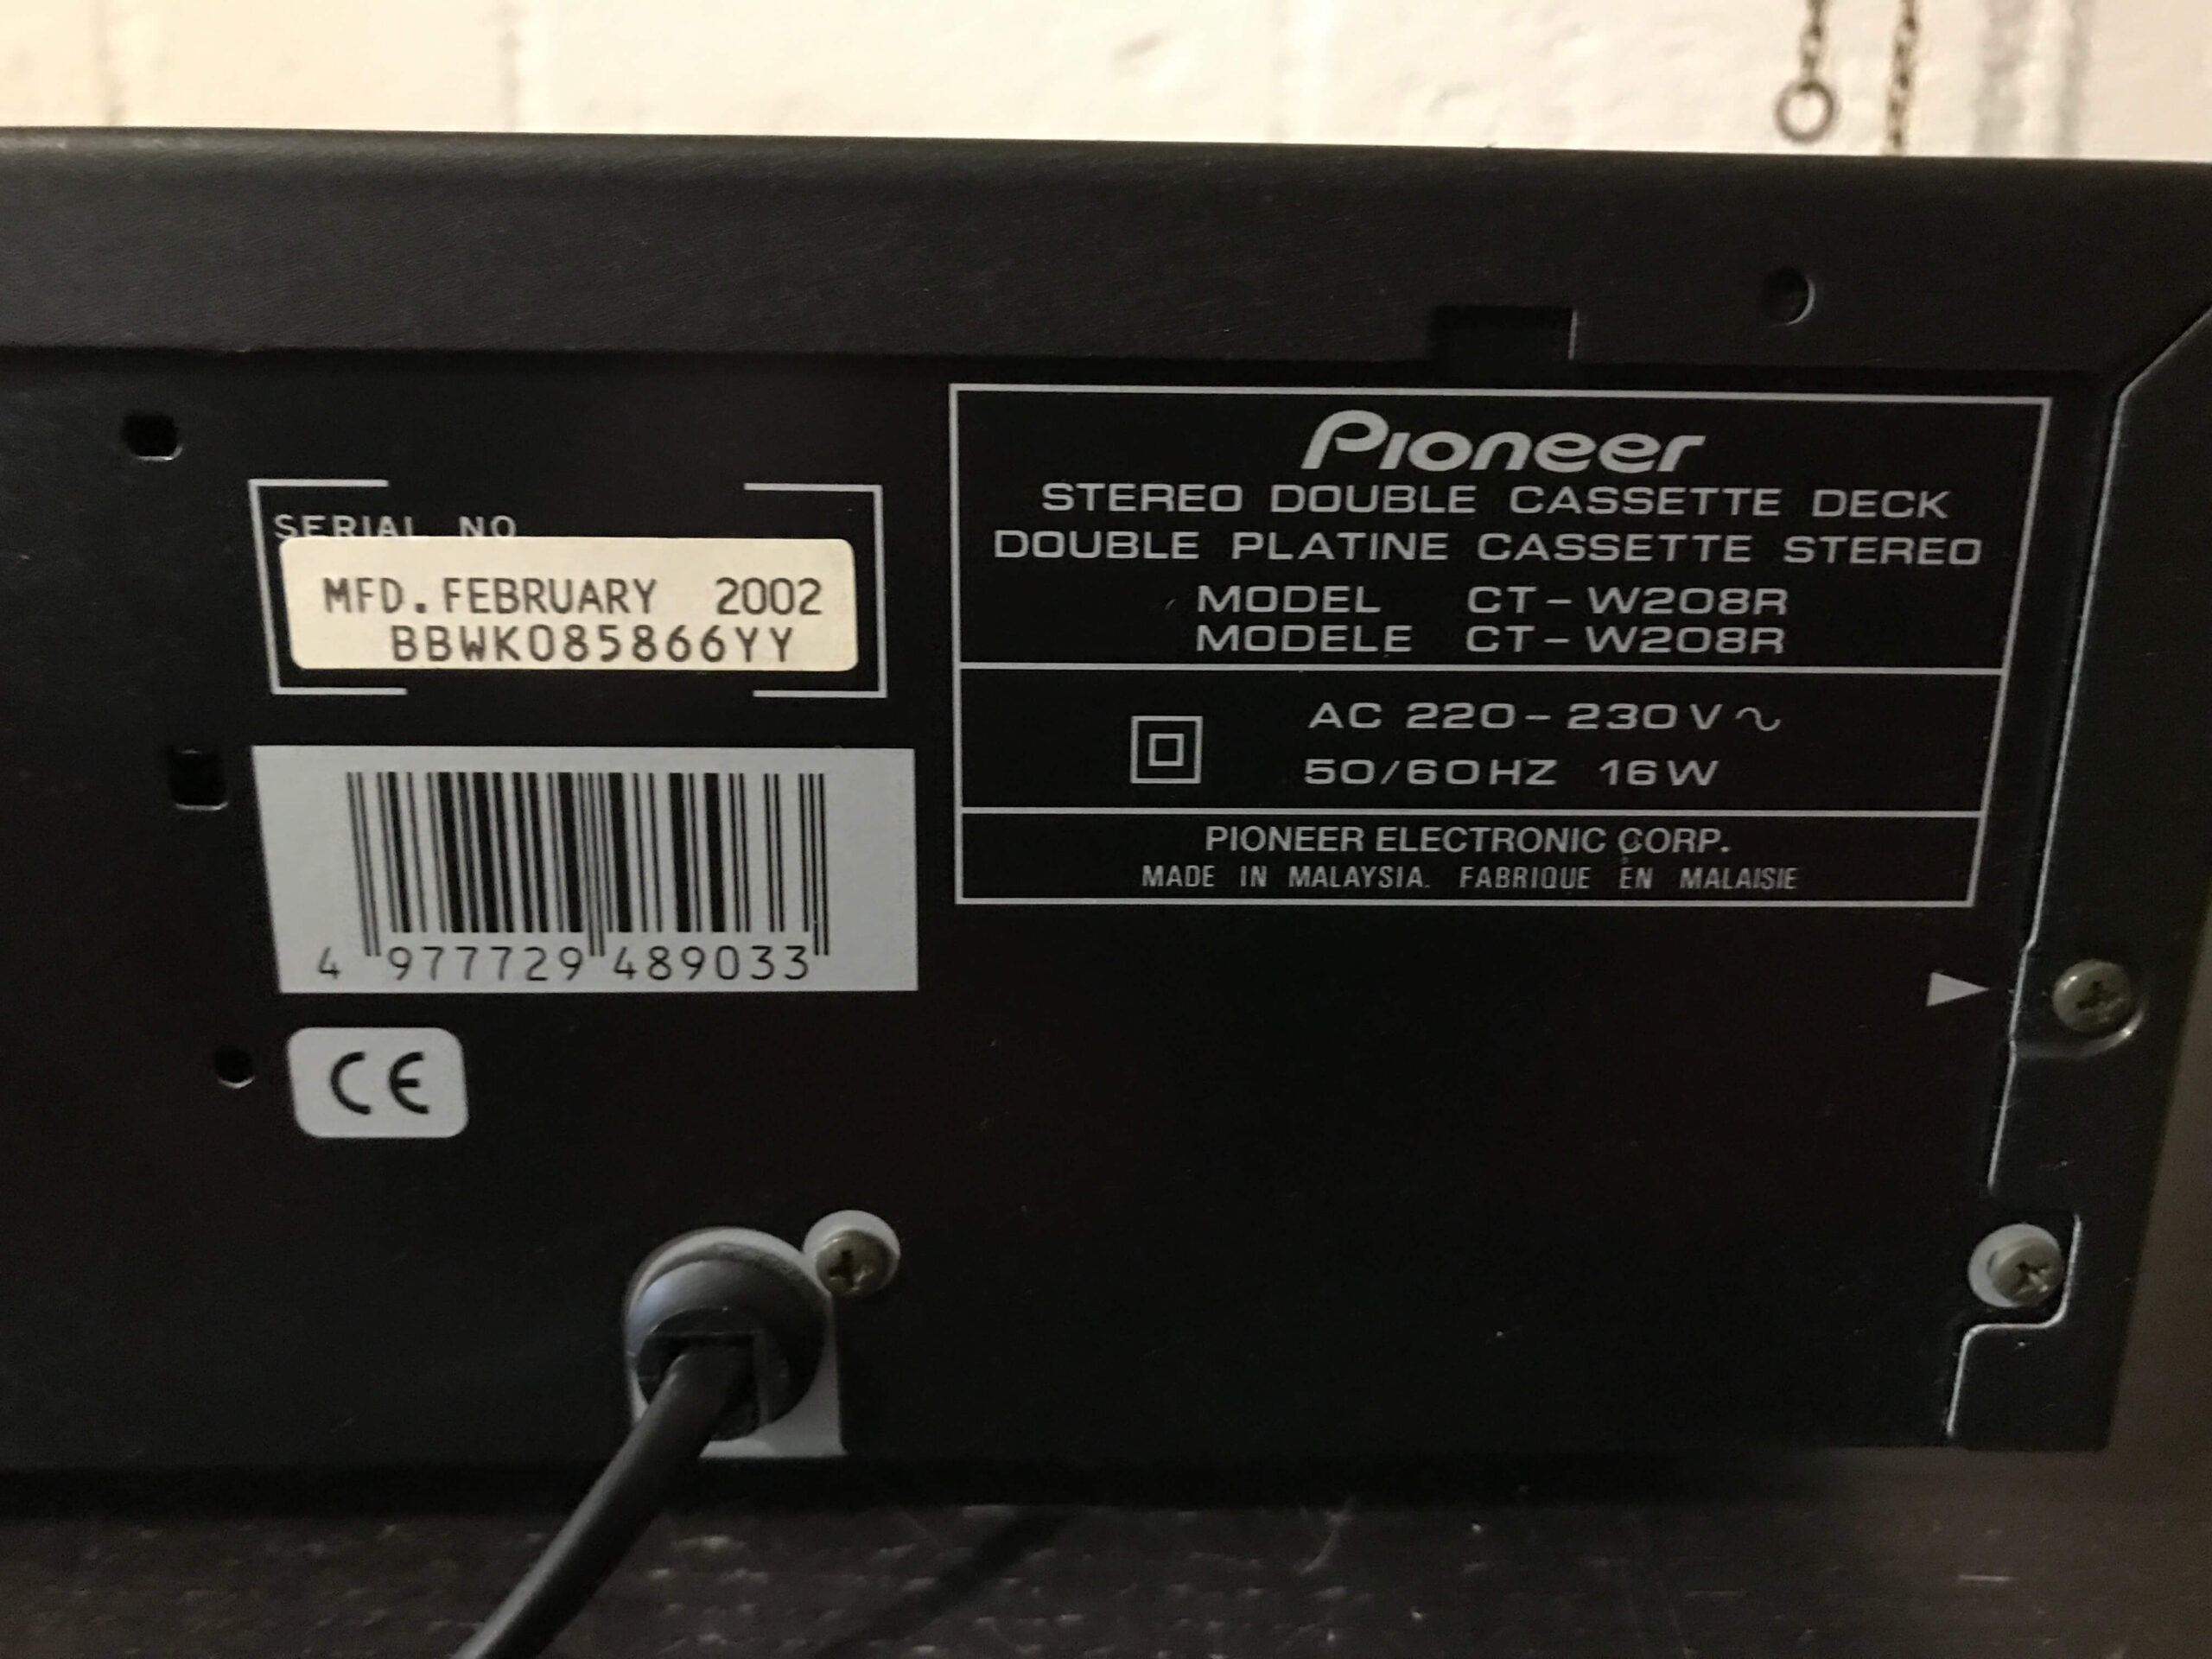 SERIAL NO
MFD. FEBRUARY 2002
BBWK085866YY
4 977729 489033
CE
Pioneer
STEREO DOUBLE CASSETTE DECK
DOUBLE PLATINE CASSETTE STEREO
MODEL CT-W208R
MODELE CT-W208R
AC 220-230V~
50/60HZ 16W
PIONEER ELECTRONIC CORP.
MADE IN MALAYSIA. FABRIQUE EN MALAISIE